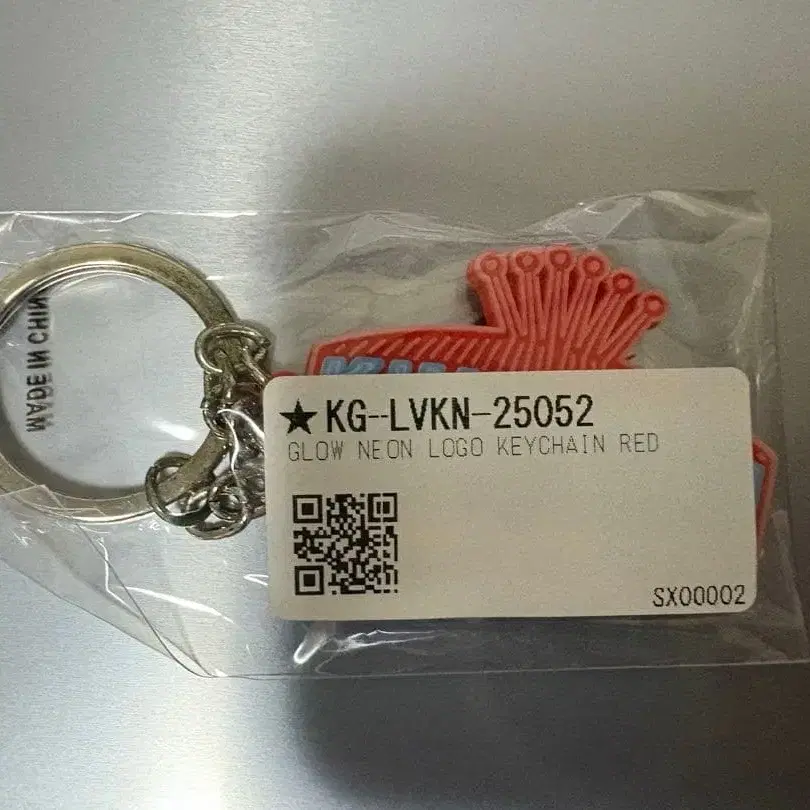 MADE IN CHIN
★KG-LVKN-25052
GLOW NEON LOGO KEYCHAIN RED
SX00002